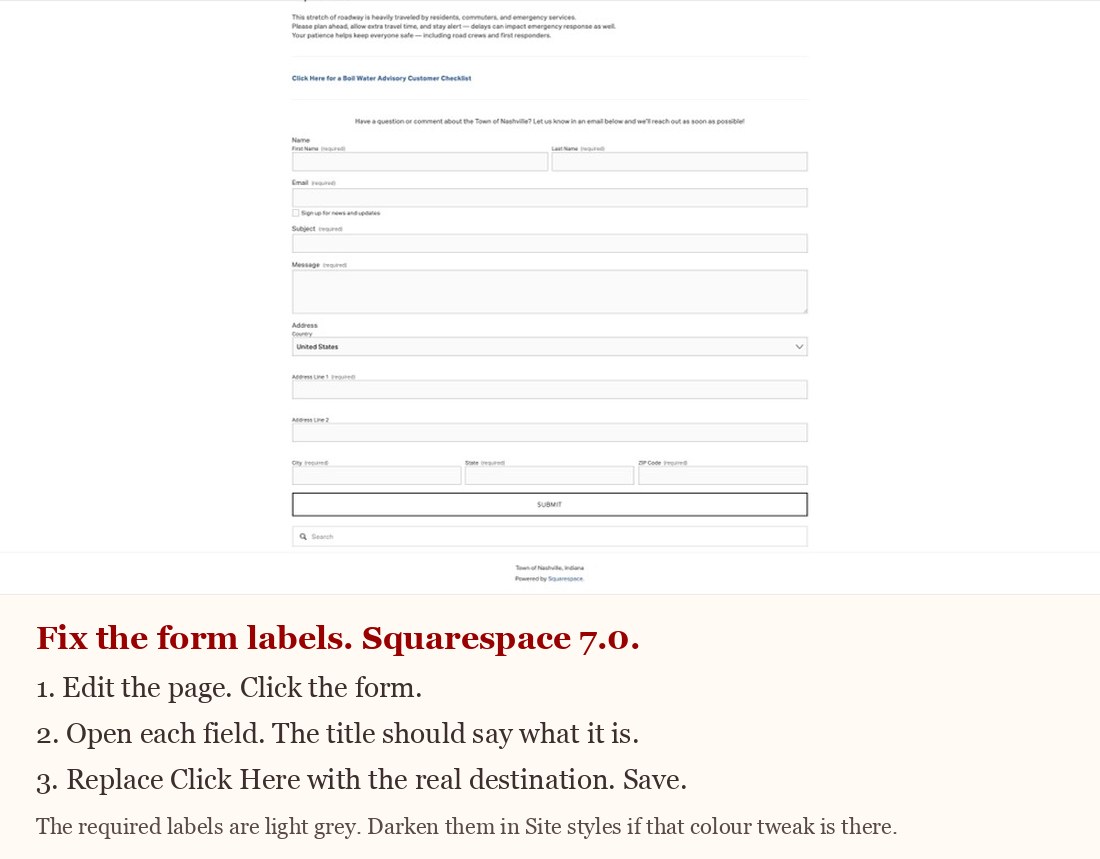 This stretch of roadway is heavily traveled by residents, commuters, and emergency services.
Please plan ahead, allow extra travel time, and stay alert — delays can impact emergency response as well.
Your patience helps keep everyone safe — including road crews and first responders.
Click Here for a Boil Water Advisory Customer Checklist
Have a question or comment about the Town of Nashville? Let us know in an email below and we'll reach out as soon as possible!
Name
First Name (required) Last Name (required)
Email (required)
Sign up for news and updates
Subject (required)
Message (required)
Address
Country
United States
Address Line 1 (required)
Address Line 2
City (required) State (required) ZIP Code (required)
SUBMIT
Search
Town of Nashville, Indiana
Powered by Squarespace.
Fix the form labels. Squarespace 7.0.
1. Edit the page. Click the form.
2. Open each field. The title should say what it is.
3. Replace Click Here with the real destination. Save.
The required labels are light grey. Darken them in Site styles if that colour tweak is there.